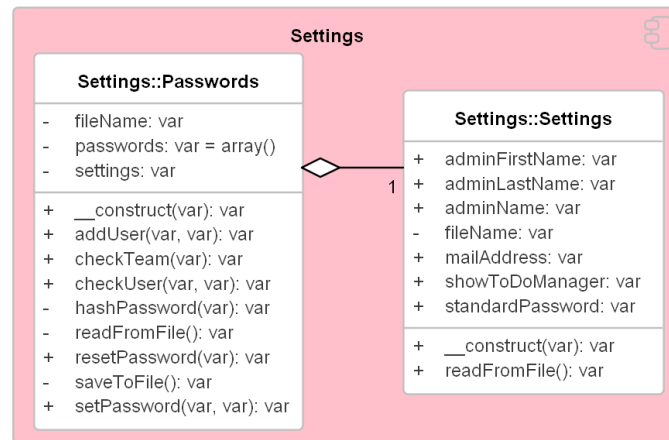 Settings
Settings::Passwords
- fileName: var
- passwords: var = array()
- settings: var
+ __construct(var): var
+ addUser(var, var): var
+ checkTeam(var): var
+ checkUser(var, var): var
- hashPassword(var): var
- readFromFile(): var
+ resetPassword(var): var
- saveToFile(): var
+ setPassword(var, var): var
1
Settings::Settings
+ adminFirstName: var
+ adminLastName: var
+ adminName: var
- fileName: var
+ mailAddress: var
+ showToDoManager: var
+ standardPassword: var
+ __construct(var): var
+ readFromFile(): var